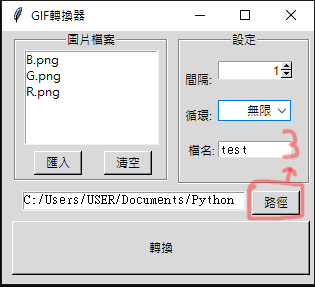 GIF轉換器
圖片檔案
B.png
G.png
R.png
匯入
清空
設定
間隔: 1
循環: 無限
檔名: test
C:/Users/USER/Documents/Python
路徑
轉換